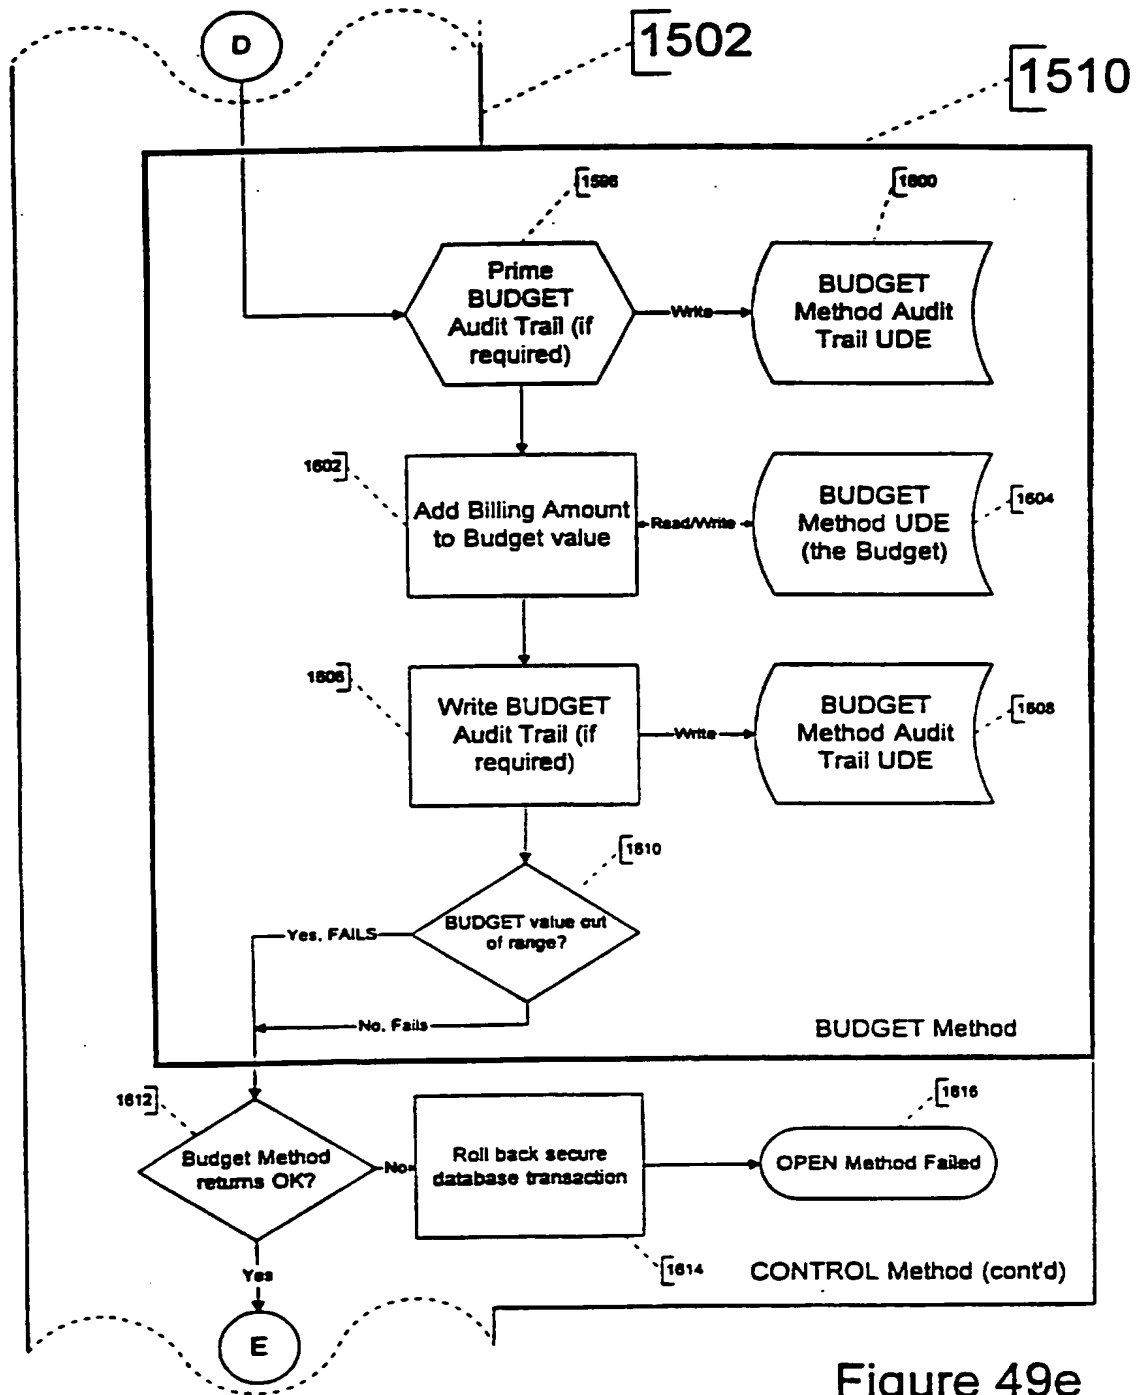 D
1502
1510
1596
1600
Prime
BUDGET
Audit Trail (if
required)
Write
BUDGET
Method Audit
Trail UDE
1602
Add Billing Amount
to Budget value
Read/Write
BUDGET
Method UDE
(the Budget)
1604
1606
Write BUDGET
Audit Trail (if
required)
Write
BUDGET
Method Audit
Trail UDE
1608
1610
BUDGET value out
of range?
Yes, FAILS
No, Fails
BUDGET Method
1612
Budget Method
returns OK?
No
Roll back secure
database transaction
1616
OPEN Method Failed
1614
Yes
CONTROL Method (cont'd)
E
Figure 49e